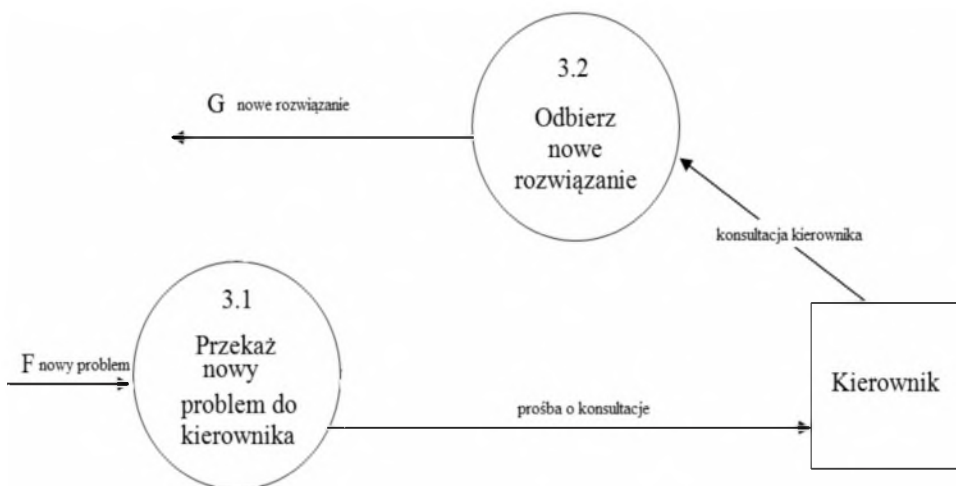 3.2
Odbierz
nowe
rozwiązanie
G nowe rozwiązanie
konsultacja kierownika
3.1
Przekaż
nowy
problem do
kierownika
F nowy problem
prośba o konsultacje
Kierownik